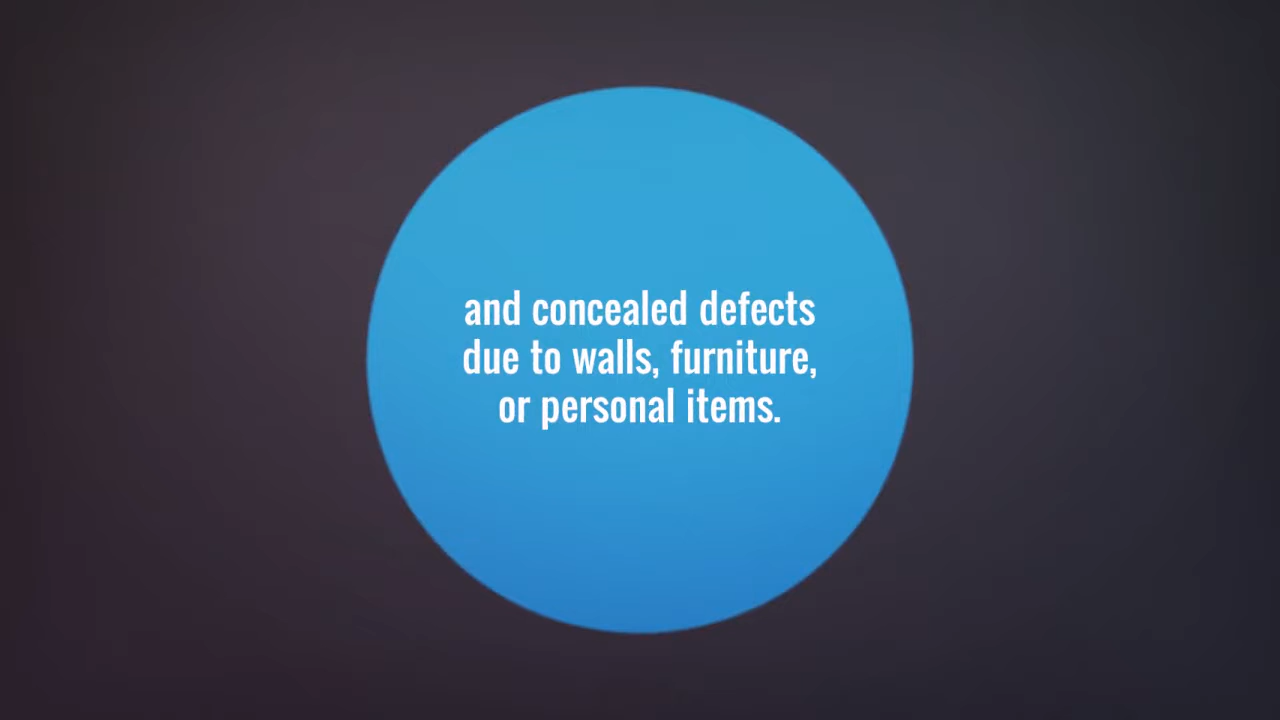 and concealed defects
due to walls, furniture,
or personal items.